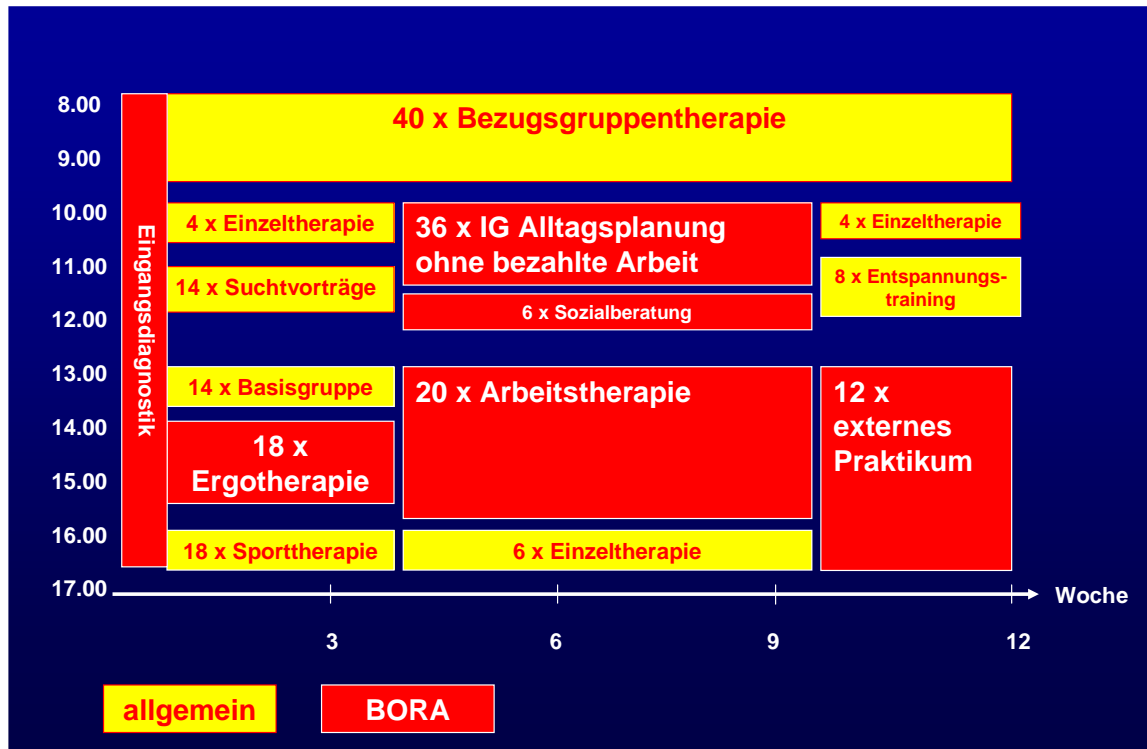 8.00
9.00
10.00
11.00
12.00
13.00
14.00
15.00
16.00
17.00
Eingangsdiagnostik
40 x Bezugsgruppentherapie
4 x Einzeltherapie
14 x Suchtvorträge
14 x Basisgruppe
18 x
Ergotherapie
18 x Sporttherapie
36 x IG Alltagsplanung
ohne bezahlte Arbeit
6 x Sozialberatung
20 x Arbeitstherapie
6 x Einzeltherapie
4 x Einzeltherapie
8 x Entspannungs-
training
12 x
externes
Praktikum
Woche
3
6
9
12
allgemein
BORA